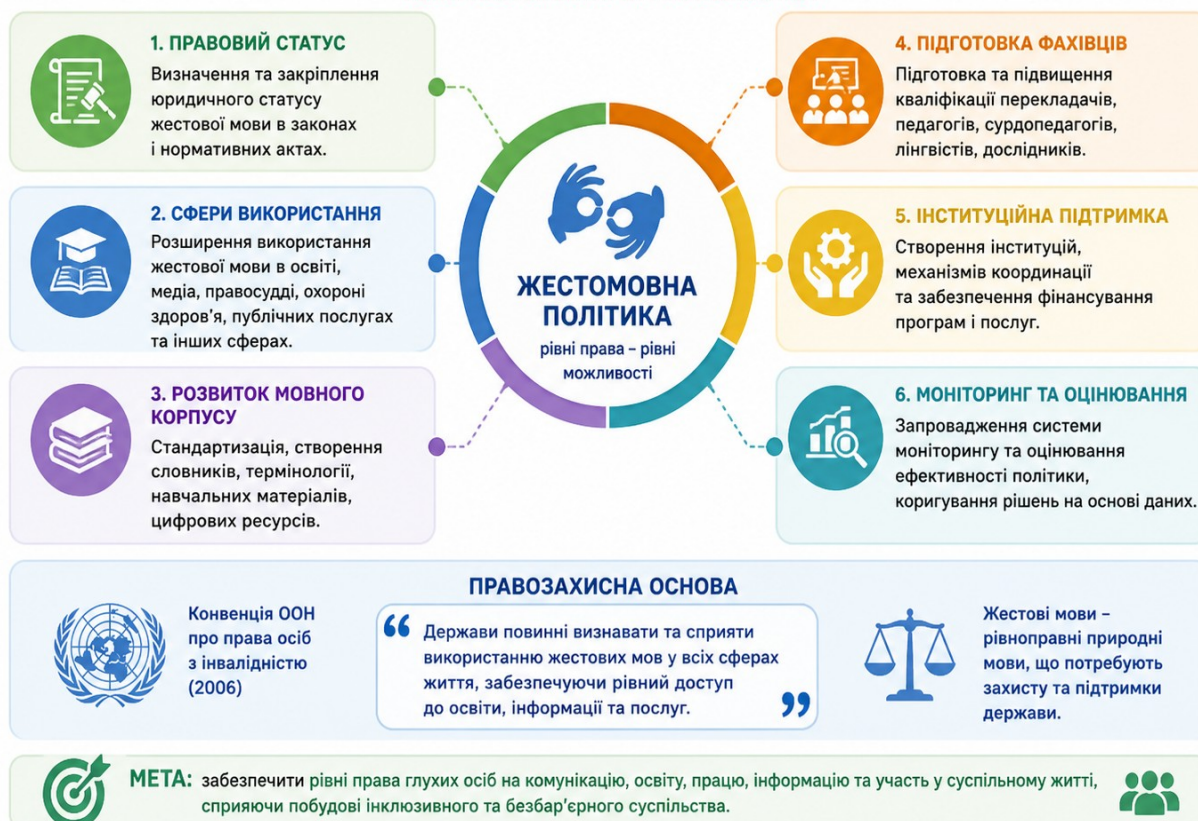 1. ПРАВОВИЙ СТАТУС
Визначення та закріплення
юридичного статусу
жестової мови в законах
і нормативних актах.
2. СФЕРИ ВИКОРИСТАННЯ
Розширення використання
жестової мови в освіті,
медіа, правосудді, охороні
здоров’я, публічних послугах
та інших сферах.
3. РОЗВИТОК МОВНОГО
КОРПУСУ
Стандартизація, створення
словників, термінології,
навчальних матеріалів,
цифрових ресурсів.
ЖЕСТОМОВНА
ПОЛІТИКА
рівні права – рівні
можливості
4. ПІДГОТОВКА ФАХІВЦІВ
Підготовка та підвищення
кваліфікації перекладачів,
педагогів, сурдопедагогів,
лінгвістів, дослідників.
5. ІНСТИТУЦІЙНА ПІДТРИМКА
Створення інституцій,
механізмів координації
та забезпечення фінансування
програм і послуг.
6. МОНІТОРИНГ ТА ОЦІНЮВАННЯ
Запровадження системи
моніторингу та оцінювання
ефективності політики,
коригування рішень на основі даних.
ПРАВОЗАХИСНА ОСНОВА
Конвенція ООН
про права осіб
з інвалідністю
(2006)
“ Держави повинні визнавати та сприяти
використанню жестових мов у всіх сферах
життя, забезпечуючи рівний доступ
до освіти, інформації та послуг. ”
Жестові мови –
рівноправні природні
мови, що потребують
захисту та підтримки
держави.
МЕТА: забезпечити рівні права глухих осіб на комунікацію, освіту, працю, інформацію та участь у суспільному житті,
сприяючи побудові інклюзивного та безбар’єрного суспільства.